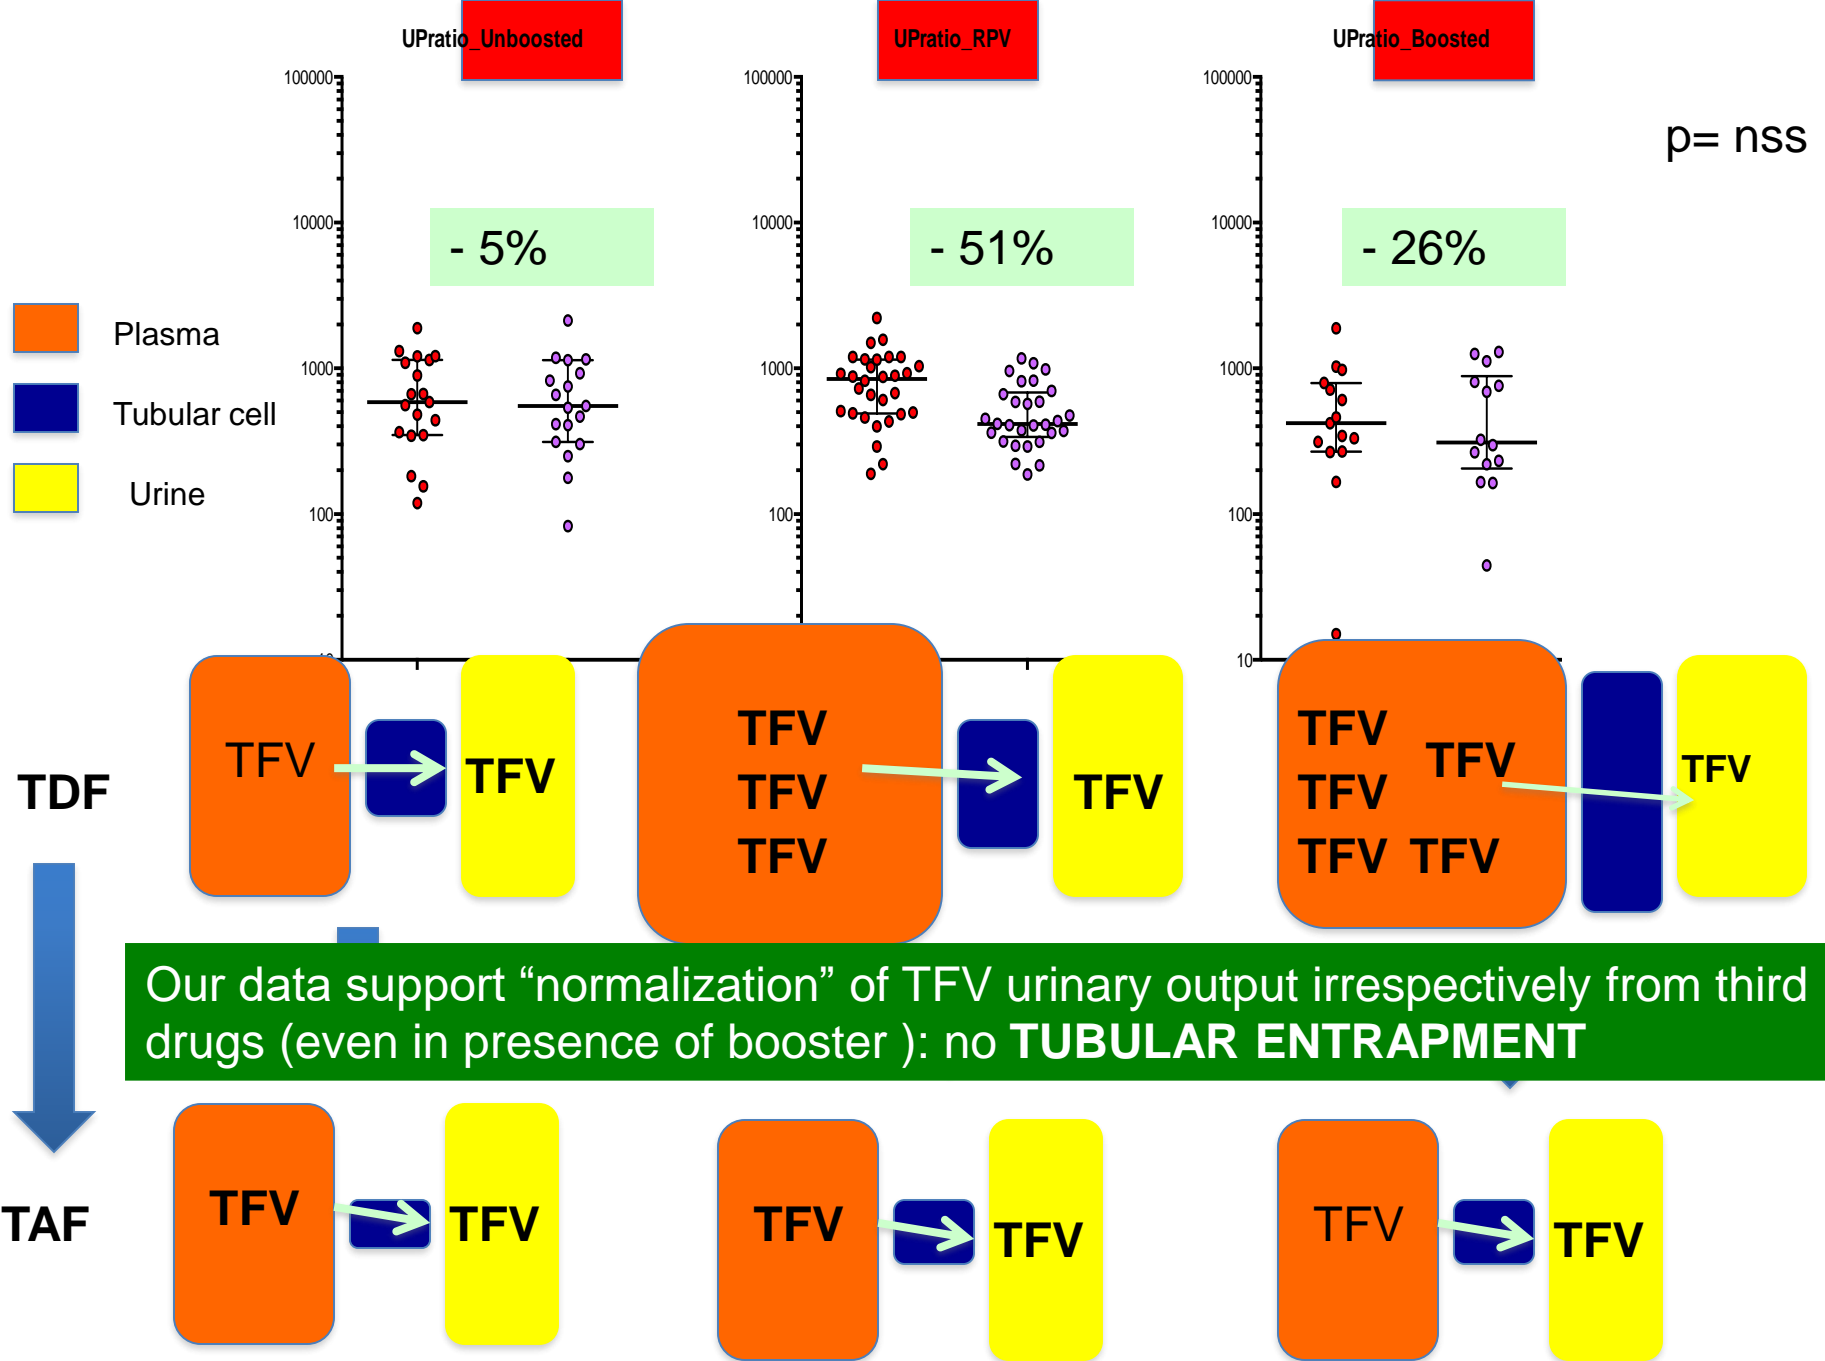 UPratio_Unboosted
UPratio_RPV
UPratio_Boosted
100000
10000
1000
100
100000
10000
1000
100
100000
10000
1000
100
10
p= nss
- 5%
- 51%
- 26%
Plasma
Tubular cell
Urine
TDF
TFV
TFV
TFV
TFV
TFV
TFV
TFV
TFV
TFV
TFV
TFV
TFV
Our data support “normalization” of TFV urinary output irrespectively from third
drugs (even in presence of booster ): no TUBULAR ENTRAPMENT
TAF
TFV
TFV
TFV
TFV
TFV
TFV